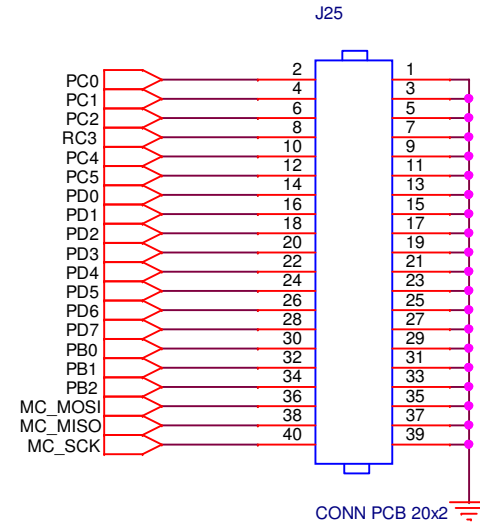 J25
PC0 2 1
PC1 4 3
PC2 6 5
RC3 8 7
PC4 10 9
PC5 12 11
PD0 14 13
PD1 16 15
PD2 18 17
PD3 20 19
PD4 22 21
PD5 24 23
PD6 26 25
PD7 28 27
PB0 30 29
PB1 32 31
PB2 34 33
MC_MOSI 36 35
MC_MISO 38 37
MC_SCK 40 39
CONN PCB 20x2